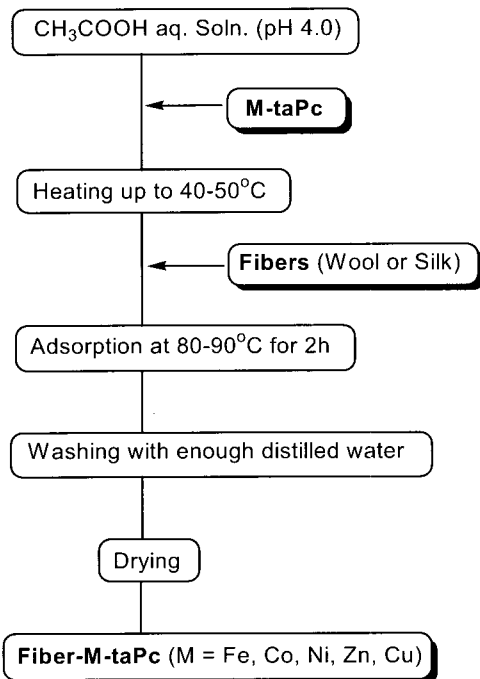 CH₃COOH aq. Soln. (pH 4.0)
M-taPc
Heating up to 40-50°C
Fibers (Wool or Silk)
Adsorption at 80-90°C for 2h
Washing with enough distilled water
Drying
Fiber-M-taPc (M = Fe, Co, Ni, Zn, Cu)